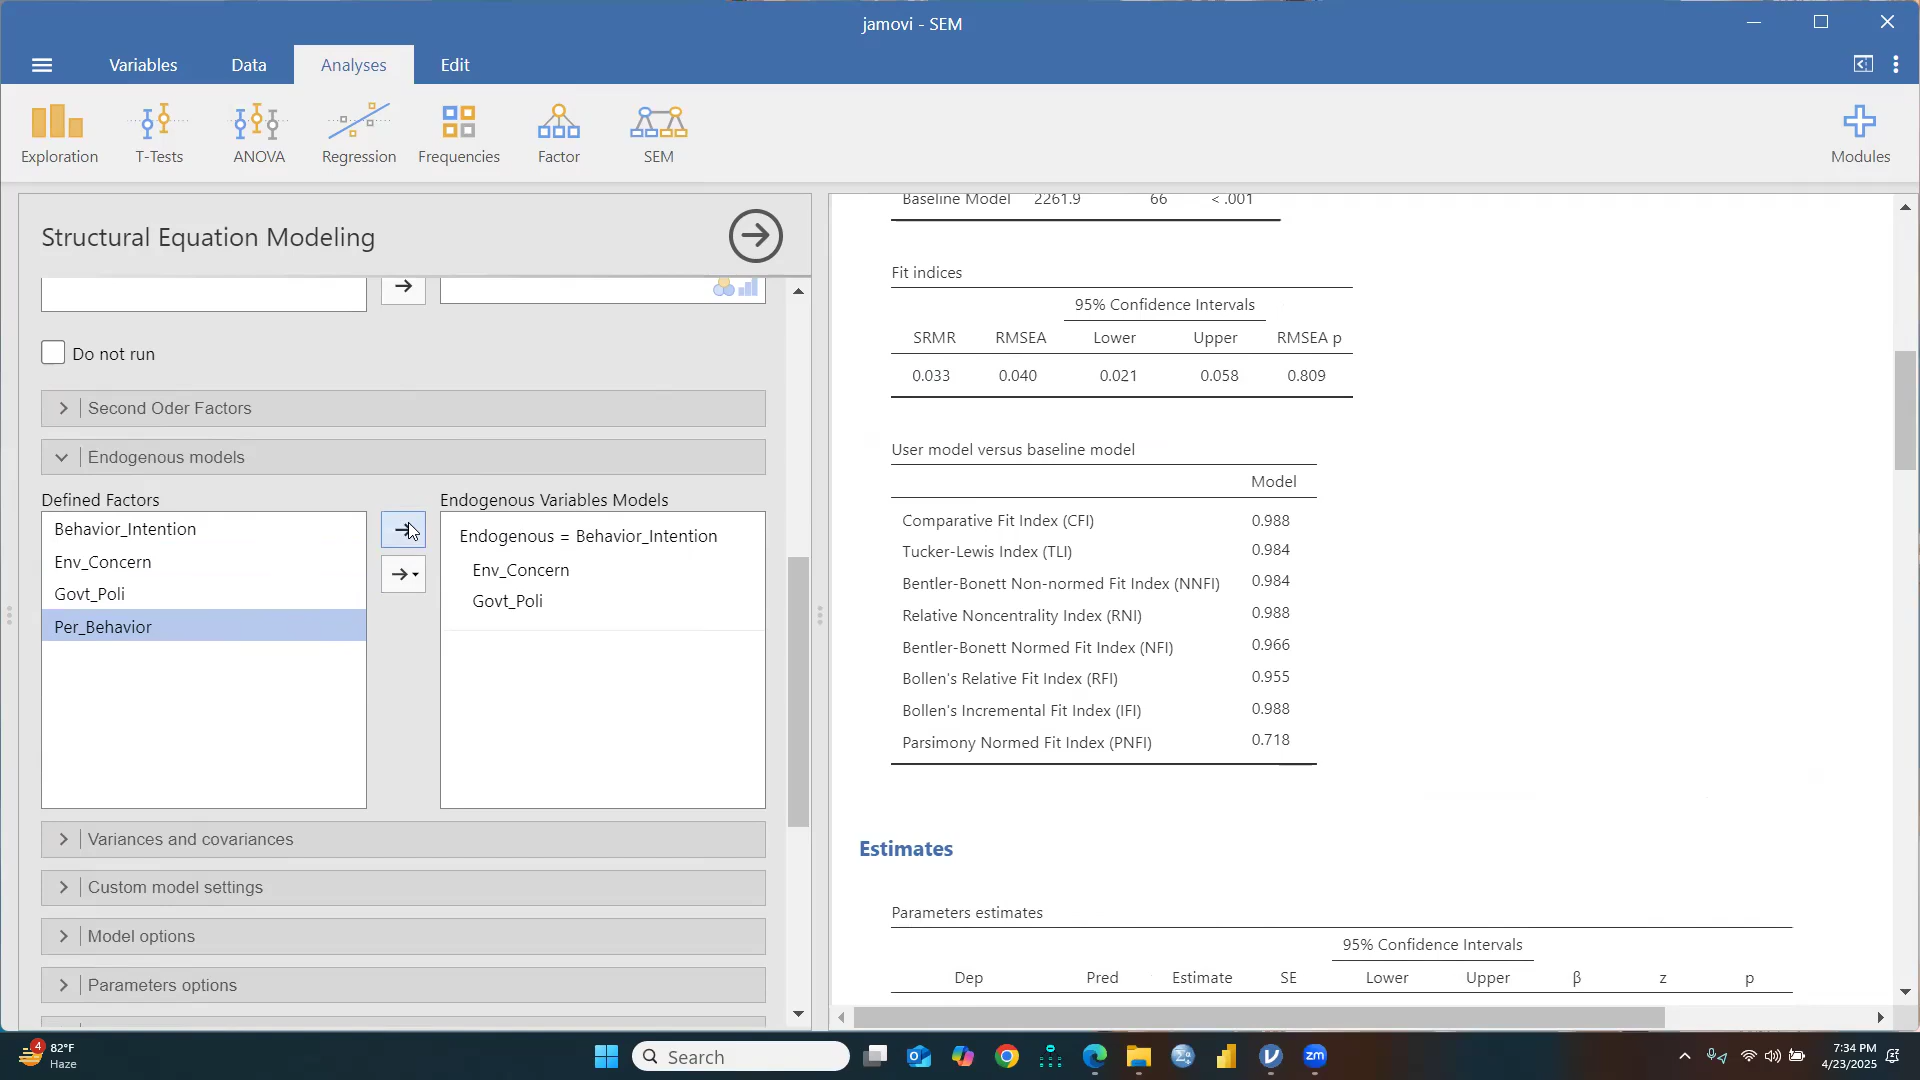 jamovi - SEM
Variables Data Analyses Edit
Exploration T-Tests ANOVA Regression Frequencies Factor SEM Modules
Structural Equation Modeling
Do not run
Second Oder Factors
Endogenous models
Defined Factors Endogenous Variables Models
Behavior_Intention
Env_Concern
Govt_Poli
Per_Behavior
Endogenous = Behavior_Intention
Env_Concern
Govt_Poli
Variances and covariances
Custom model settings
Model options
Parameters options
Baseline Model 2261.9 66 < .001
Fit indices
95% Confidence Intervals
SRMR RMSEA Lower Upper RMSEA p
0.033 0.040 0.021 0.058 0.809
User model versus baseline model
Model
Comparative Fit Index (CFI) 0.988
Tucker-Lewis Index (TLI) 0.984
Bentler-Bonett Non-normed Fit Index (NNFI) 0.984
Relative Noncentrality Index (RNI) 0.988
Bentler-Bonett Normed Fit Index (NFI) 0.966
Bollen's Relative Fit Index (RFI) 0.955
Bollen's Incremental Fit Index (IFI) 0.988
Parsimony Normed Fit Index (PNFI) 0.718
Estimates
Parameters estimates
95% Confidence Intervals
Dep Pred Estimate SE Lower Upper β z p
4 82°F
Haze
Search
zm
7:34 PM
4/23/2025